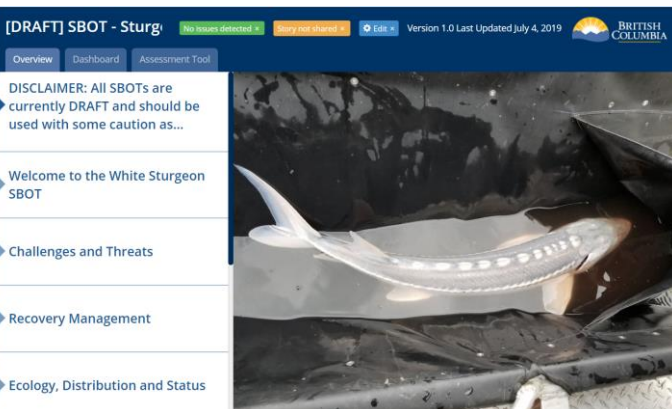 [DRAFT] SBOT - Sturg
No issues detected ×
Story not shared ×
Edit ×
Version 1.0 Last Updated July 4, 2019
BRITISH
COLUMBIA
Overview
Dashboard
Assessment Tool
DISCLAIMER: All SBOTs are
currently DRAFT and should be
used with some caution as...
Welcome to the White Sturgeon
SBOT
Challenges and Threats
Recovery Management
Ecology, Distribution and Status